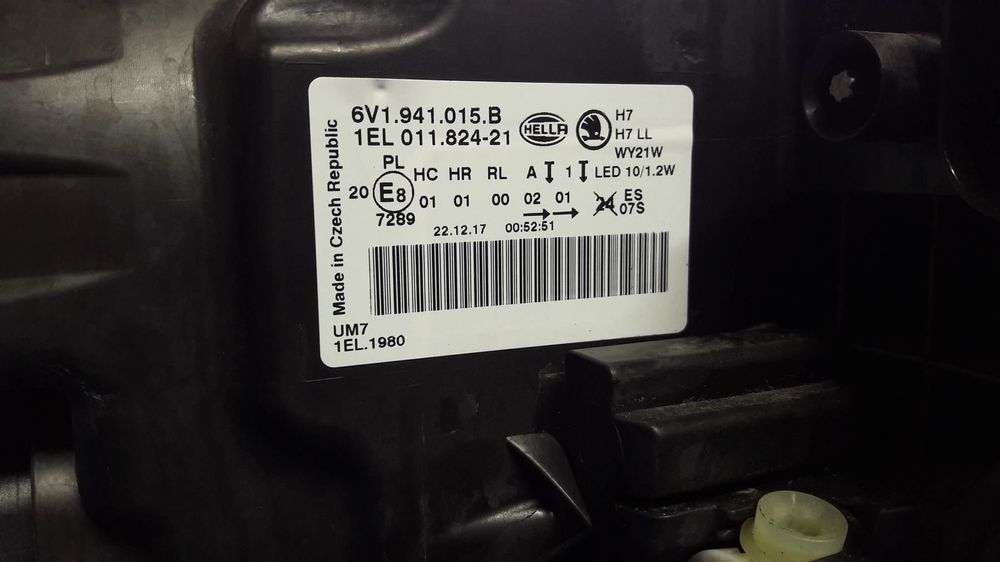 Made in Czech Republic
6V1.941.015.B
1EL 011.824-21
HELLA
H7
H7 LL
WY21W
LED 10/1.2W
PL HC HR RL A 1
20 E8 01 01 00 02 01 24 ES
7289 07S
22.12.17 00:52:51
UM7
1EL.1980